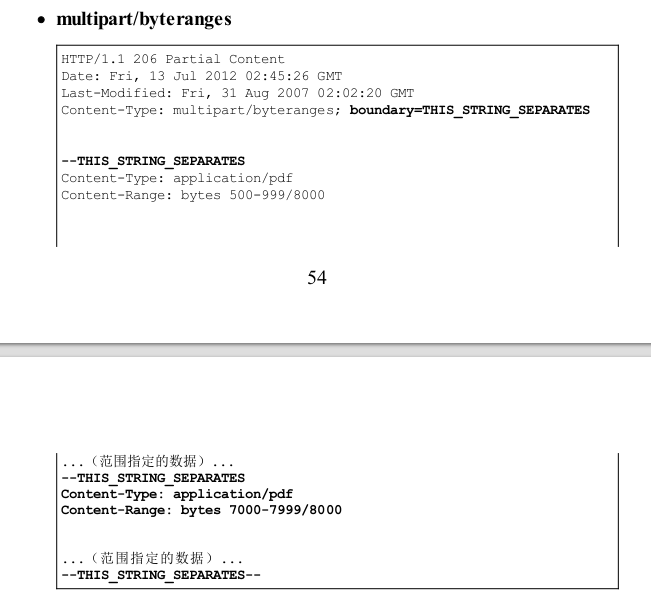 • multipart/byteranges
HTTP/1.1 206 Partial Content
Date: Fri, 13 Jul 2012 02:45:26 GMT
Last-Modified: Fri, 31 Aug 2007 02:02:20 GMT
Content-Type: multipart/byteranges; boundary=THIS_STRING_SEPARATES
--THIS_STRING_SEPARATES
Content-Type: application/pdf
Content-Range: bytes 500-999/8000
54
...（范围指定的数据）...
--THIS_STRING_SEPARATES
Content-Type: application/pdf
Content-Range: bytes 7000-7999/8000
...（范围指定的数据）...
--THIS_STRING_SEPARATES--